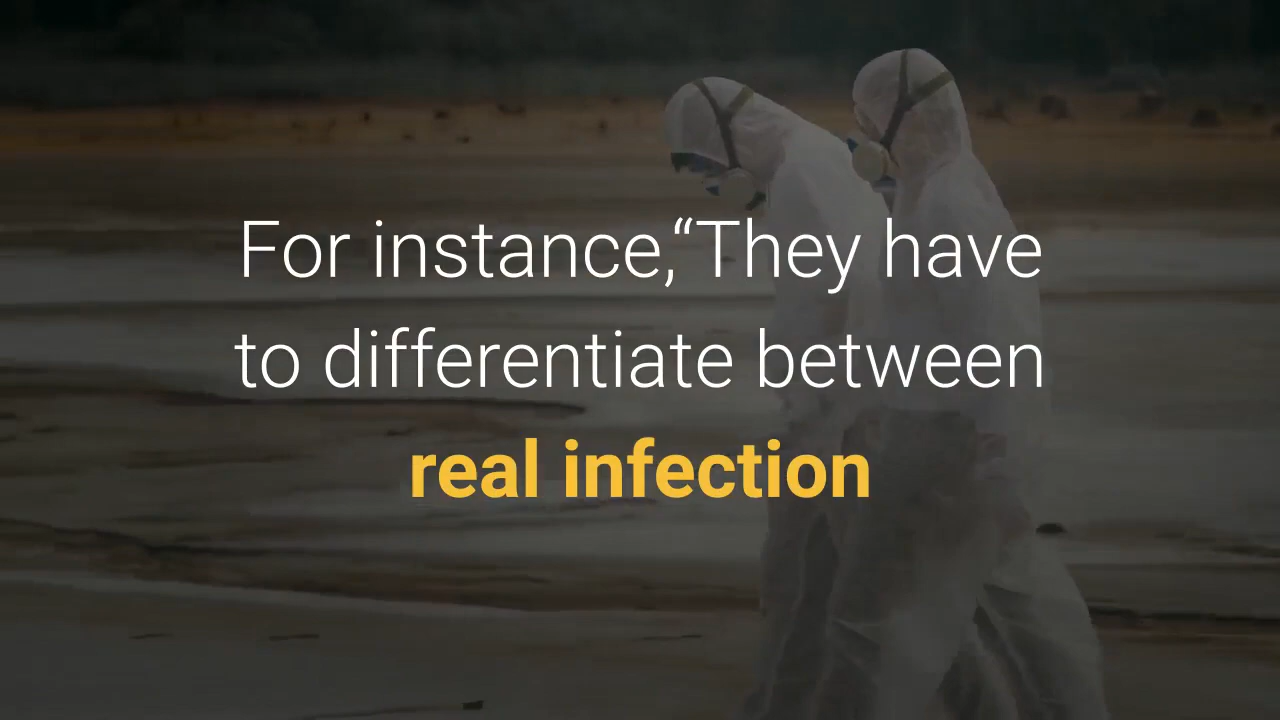 For instance,“They have
to differentiate between
real infection